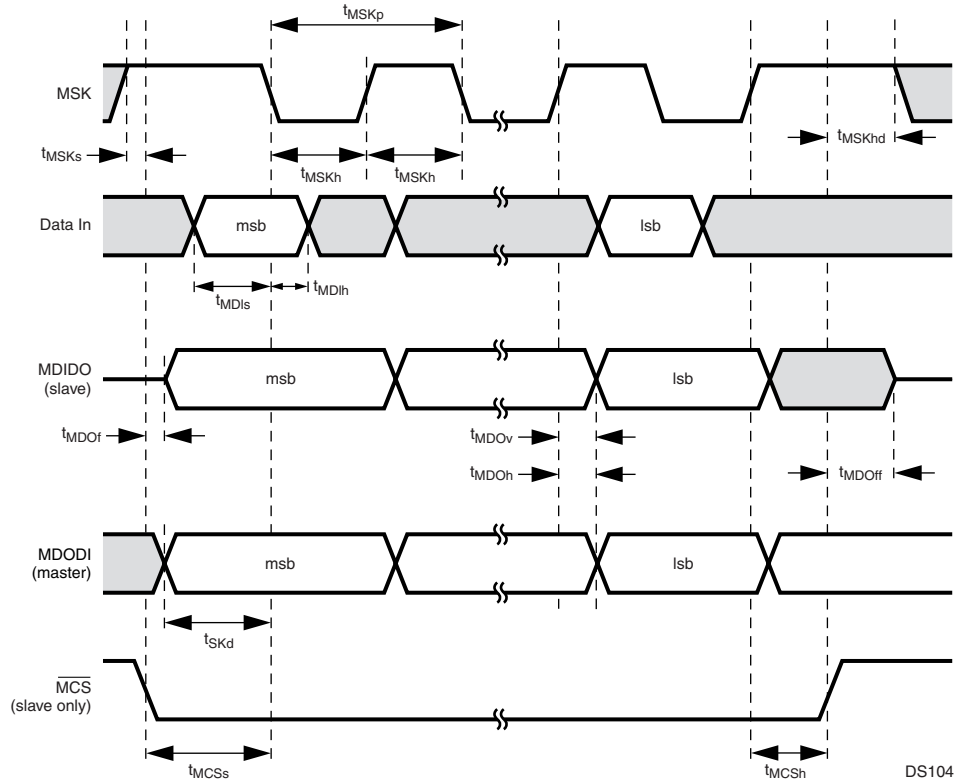 tMSKp
MSK
tMSKs
tMSKh
tMSKh
tMSKhd
Data In
msb
lsb
tMDIs
tMDIh
MDIDO
(slave)
msb
lsb
tMDOf
tMDOv
tMDOh
tMDOff
MDODI
(master)
msb
lsb
tSKd
MCS
(slave only)
tMCSs
tMCSh
DS104